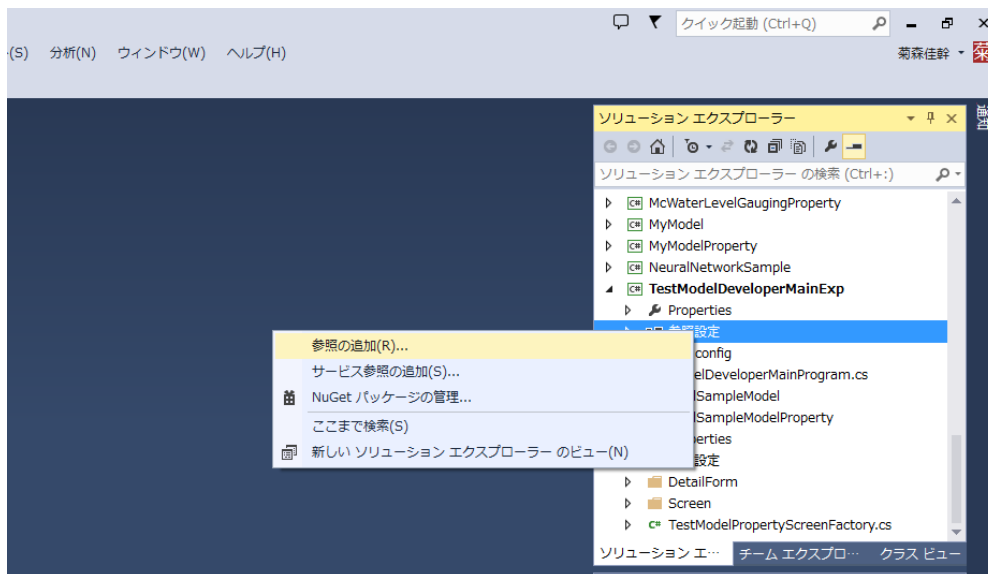 クイック起動 (Ctrl+Q)
(S) 分析(N) ウィンドウ(W) ヘルプ(H)
菊森佳幹
通知
ソリューション エクスプローラー
ソリューション エクスプローラー の検索 (Ctrl+:)
C# McWaterLevelGaugingProperty
C# MyModel
C# MyModelProperty
C# NeuralNetworkSample
C# TestModelDeveloperMainExp
Properties
参照設定
参照の追加(R)...
サービス参照の追加(S)...
NuGet パッケージの管理...
ここまで検索(S)
新しい ソリューション エクスプローラー のビュー(N)
config
elDeveloperMainProgram.cs
lSampleModel
lSampleModelProperty
erties
設定
DetailForm
Screen
C# TestModelPropertyScreenFactory.cs
ソリューション エ… チーム エクスプロ… クラス ビュー